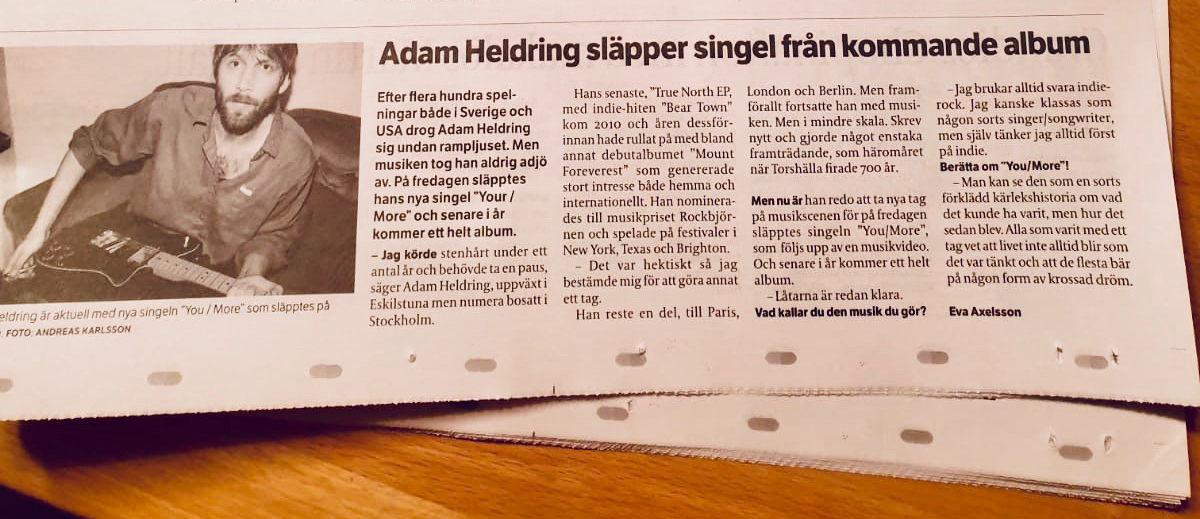 Adam Heldring släpper singel från kommande album
Efter flera hundra spel-
ningar både i Sverige och
USA drog Adam Heldring
sig undan rampljuset. Men
musiken tog han aldrig adjö
av. På fredagen släpptes
hans nya singel "Your /
More" och senare i år
kommer ett helt album.
– Jag körde stenhårt under ett
antal år och behövde ta en paus,
säger Adam Heldring, uppväxt i
Eskilstuna men numera bosatt i
Stockholm.
Hans senaste, "True North EP,
med indie-hiten "Bear Town"
kom 2010 och åren dessför-
innan hade rullat på med bland
annat debutalbumet "Mount
Foreverest" som genererade
stort intresse både hemma och
internationellt. Han nominera-
des till musikpriset Rockbjör-
nen och spelade på festivaler i
New York, Texas och Brighton.
– Det var hektiskt så jag
bestämde mig för att göra annat
ett tag.
Han reste en del, till Paris,
London och Berlin. Men fram-
förallt fortsatte han med musi-
ken. Men i mindre skala. Skrev
nytt och gjorde något enstaka
framträdande, som häromåret
när Torshälla firade 700 år.
Men nu är han redo att ta nya tag
på musikscenen för på fredagen
släpptes singeln "You/More",
som följs upp av en musikvideo.
Och senare i år kommer ett helt
album.
– Låtarna är redan klara.
Vad kallar du den musik du gör?
– Jag brukar alltid svara indie-
rock. Jag kanske klassas som
någon sorts singer/songwriter,
men själv tänker jag alltid först
på indie.
Berätta om "You/More"!
– Man kan se den som en sorts
förklädd kärlekshistoria om vad
det kunde ha varit, men hur det
sedan blev. Alla som varit med ett
tag vet att livet inte alltid blir som
det var tänkt och att de flesta bär
på någon form av krossad dröm.
Eva Axelsson
eldring är aktuell med nya singeln "You / More" som släpptes på
FOTO: ANDREAS KARLSSON